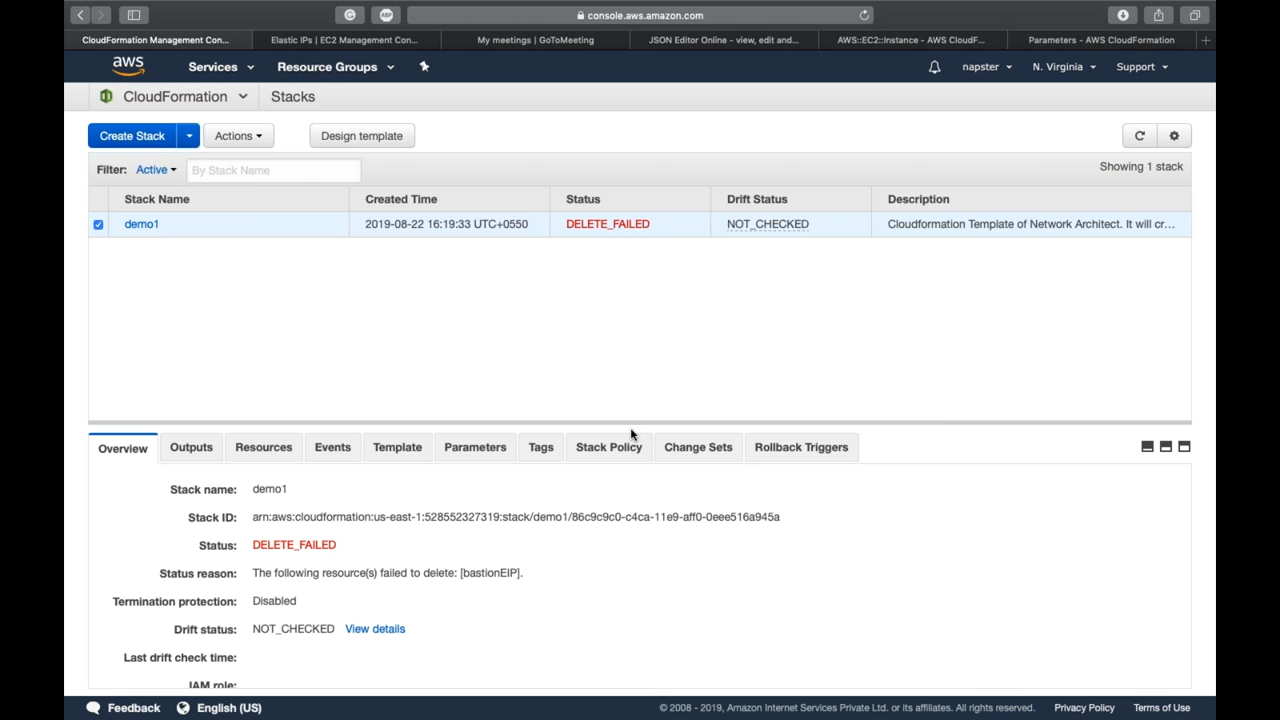 console.aws.amazon.com
CloudFormation Management Con...
Elastic IPs | EC2 Management Con...
My meetings | GoToMeeting
JSON Editor Online - view, edit and...
AWS::EC2::Instance - AWS CloudF...
Parameters - AWS CloudFormation
aws Services Resource Groups napster N. Virginia Support
CloudFormation Stacks
Create Stack Actions Design template
Filter: Active By Stack Name Showing 1 stack
Stack Name Created Time Status Drift Status Description
demo1 2019-08-22 16:19:33 UTC+0550 DELETE_FAILED NOT_CHECKED Cloudformation Template of Network Architect. It will cr...
Overview Outputs Resources Events Template Parameters Tags Stack Policy Change Sets Rollback Triggers
Stack name: demo1
Stack ID: arn:aws:cloudformation:us-east-1:528552327319:stack/demo1/86c9c9c0-c4ca-11e9-aff0-0eee516a945a
Status: DELETE_FAILED
Status reason: The following resource(s) failed to delete: [bastionEIP].
Termination protection: Disabled
Drift status: NOT_CHECKED View details
Last drift check time:
IAM role:
Feedback English (US) © 2008 - 2019, Amazon Internet Services Private Ltd. or its affiliates. All rights reserved. Privacy Policy Terms of Use